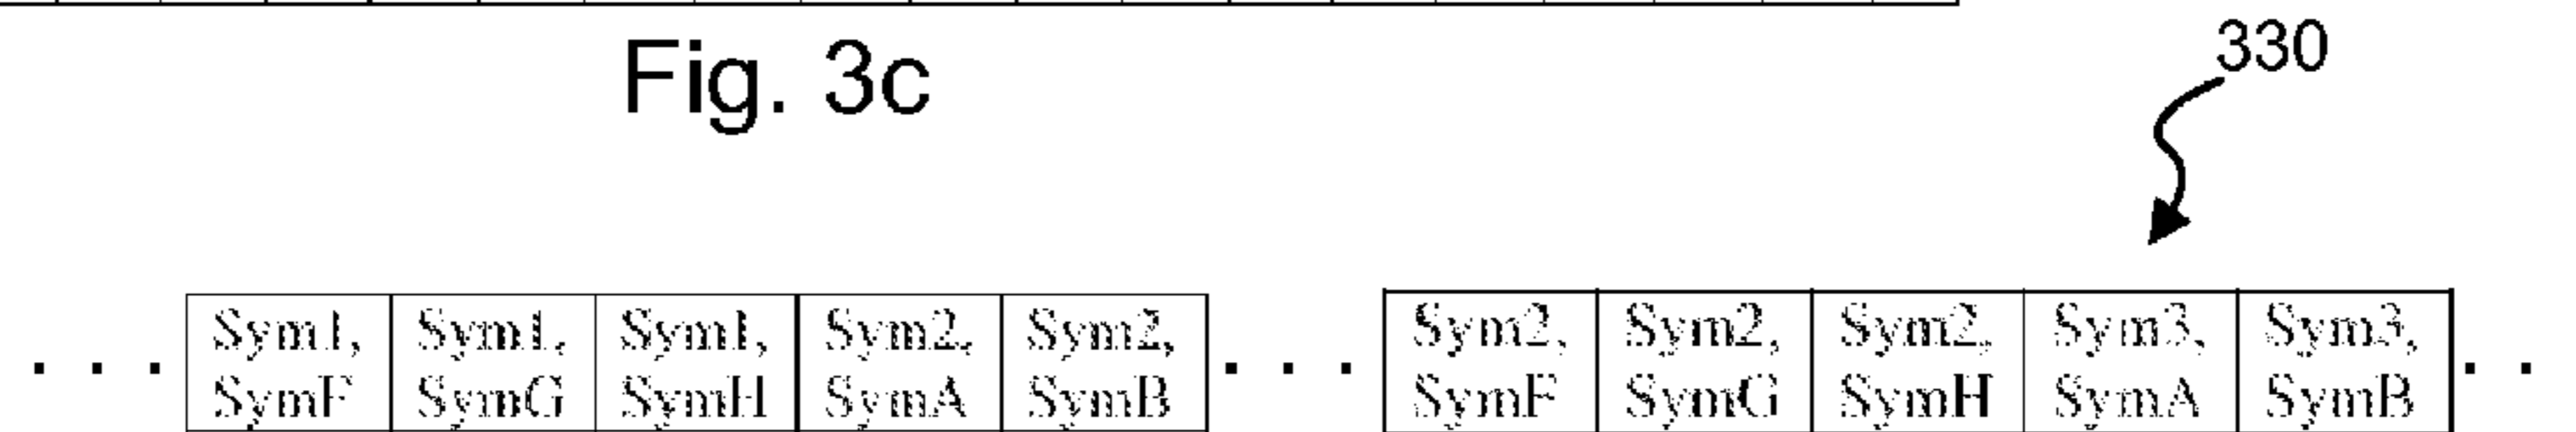 Fig. 3c
330
. . . Sym1, Sym1, Sym1, Sym2, Sym2, . . . Sym2, Sym2, Sym2, Sym3, Sym3, . .
SymF SymG SymH SymA SymB SymF SymG SymH SymA SymB